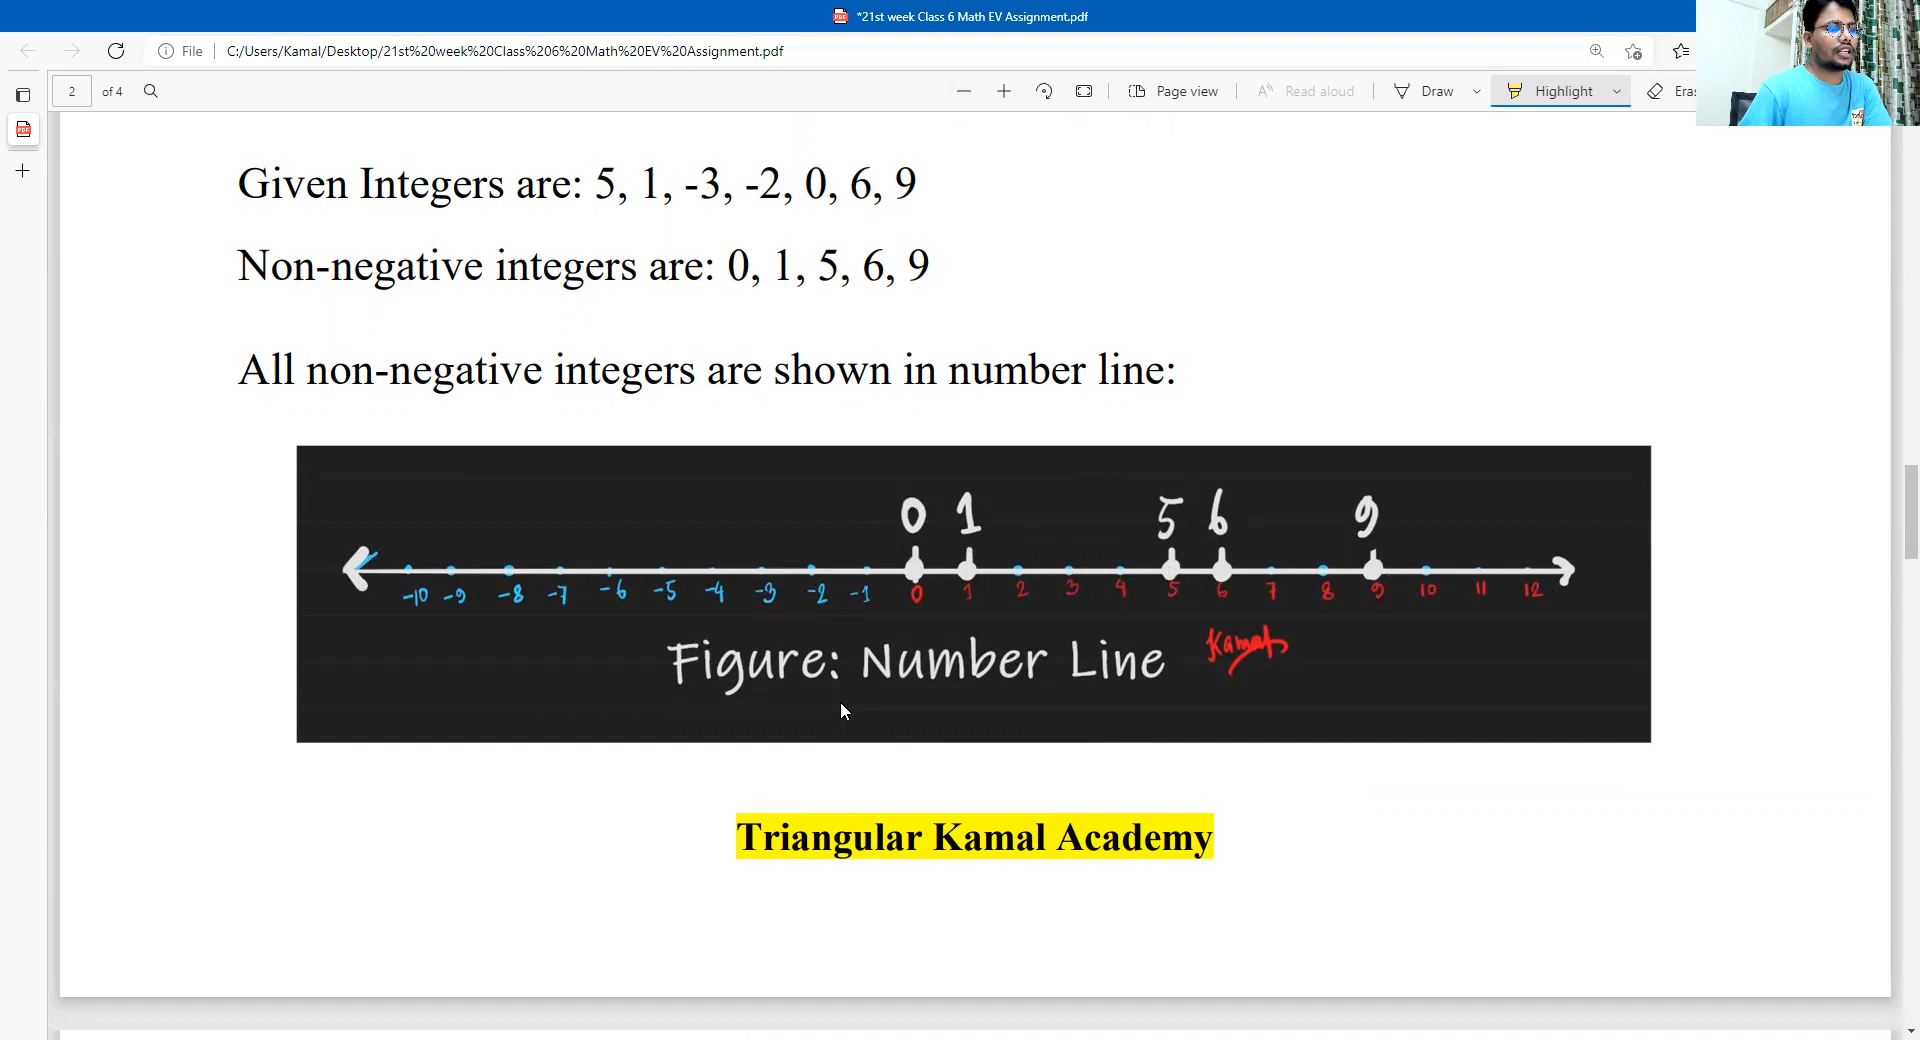 *21st week Class 6 Math EV Assignment.pdf
File C:/Users/Kamal/Desktop/21st%20week%20Class%206%20Math%20EV%20Assignment.pdf
2 of 4 Page view Read aloud Draw Highlight Eras
Given Integers are: 5, 1, -3, -2, 0, 6, 9
Non-negative integers are: 0, 1, 5, 6, 9
All non-negative integers are shown in number line:
0 1 5 6 9
-10 -9 -8 -7 -6 -5 -4 -3 -2 -1 0 1 2 3 4 5 6 7 8 9 10 11 12
Figure: Number Line Kamal
Triangular Kamal Academy